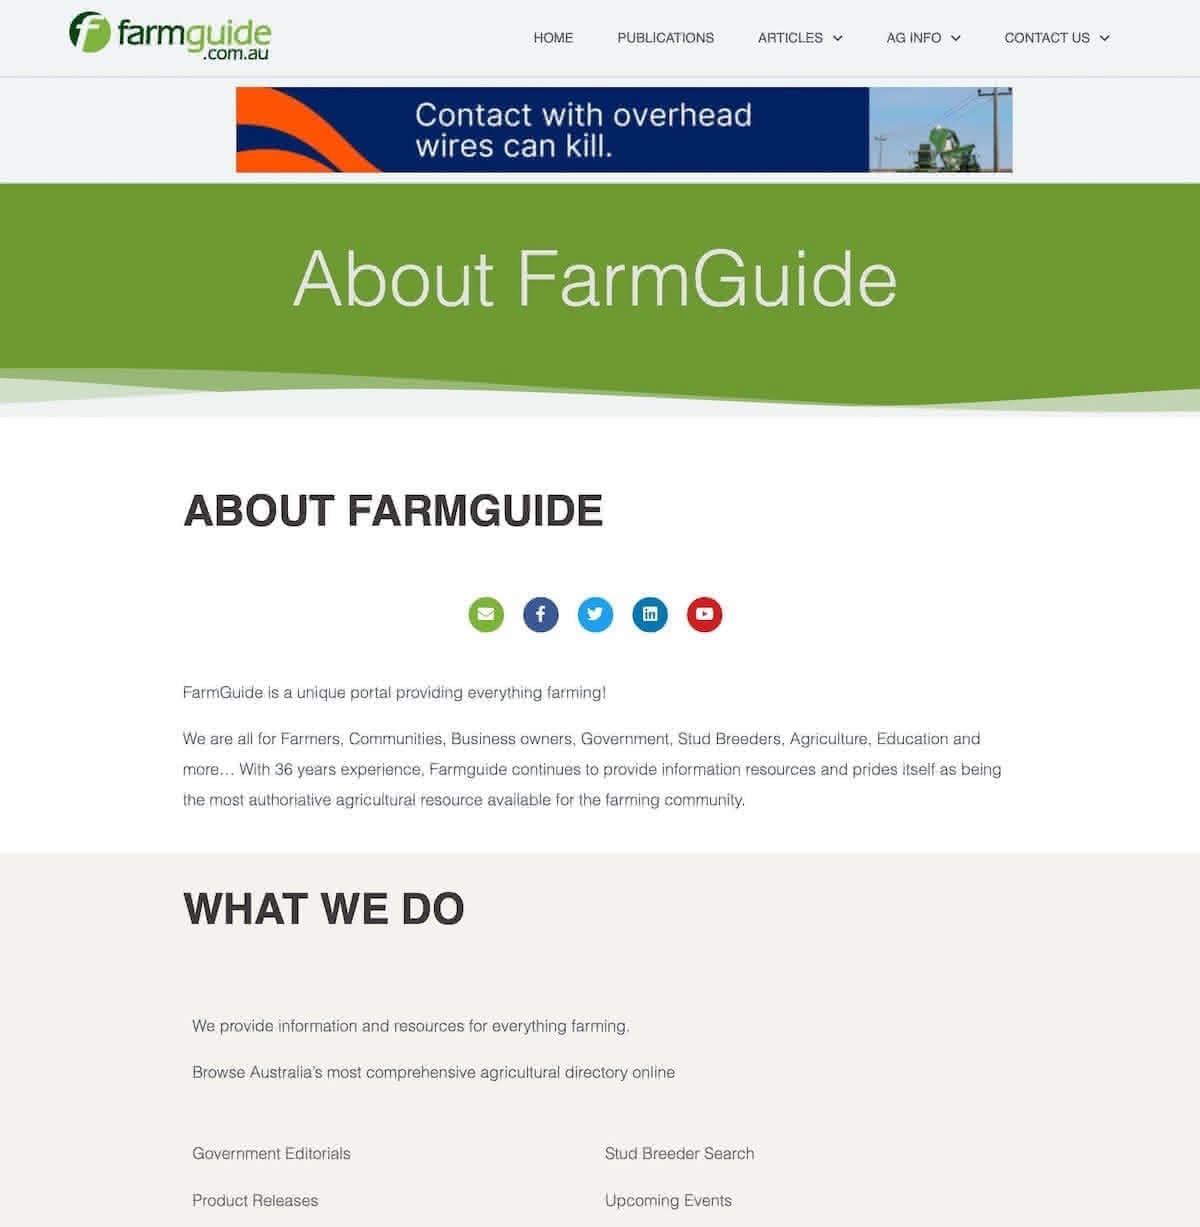 farmguide
.com.au
HOME
PUBLICATIONS
ARTICLES
AG INFO
CONTACT US
Contact with overhead
wires can kill.
About FarmGuide
ABOUT FARMGUIDE
FarmGuide is a unique portal providing everything farming!
We are all for Farmers, Communities, Business owners, Government, Stud Breeders, Agriculture, Education and
more... With 36 years experience, Farmguide continues to provide information resources and prides itself as being
the most authoriative agricultural resource available for the farming community.
WHAT WE DO
We provide information and resources for everything farming.
Browse Australia’s most comprehensive agricultural directory online
Government Editorials
Stud Breeder Search
Product Releases
Upcoming Events